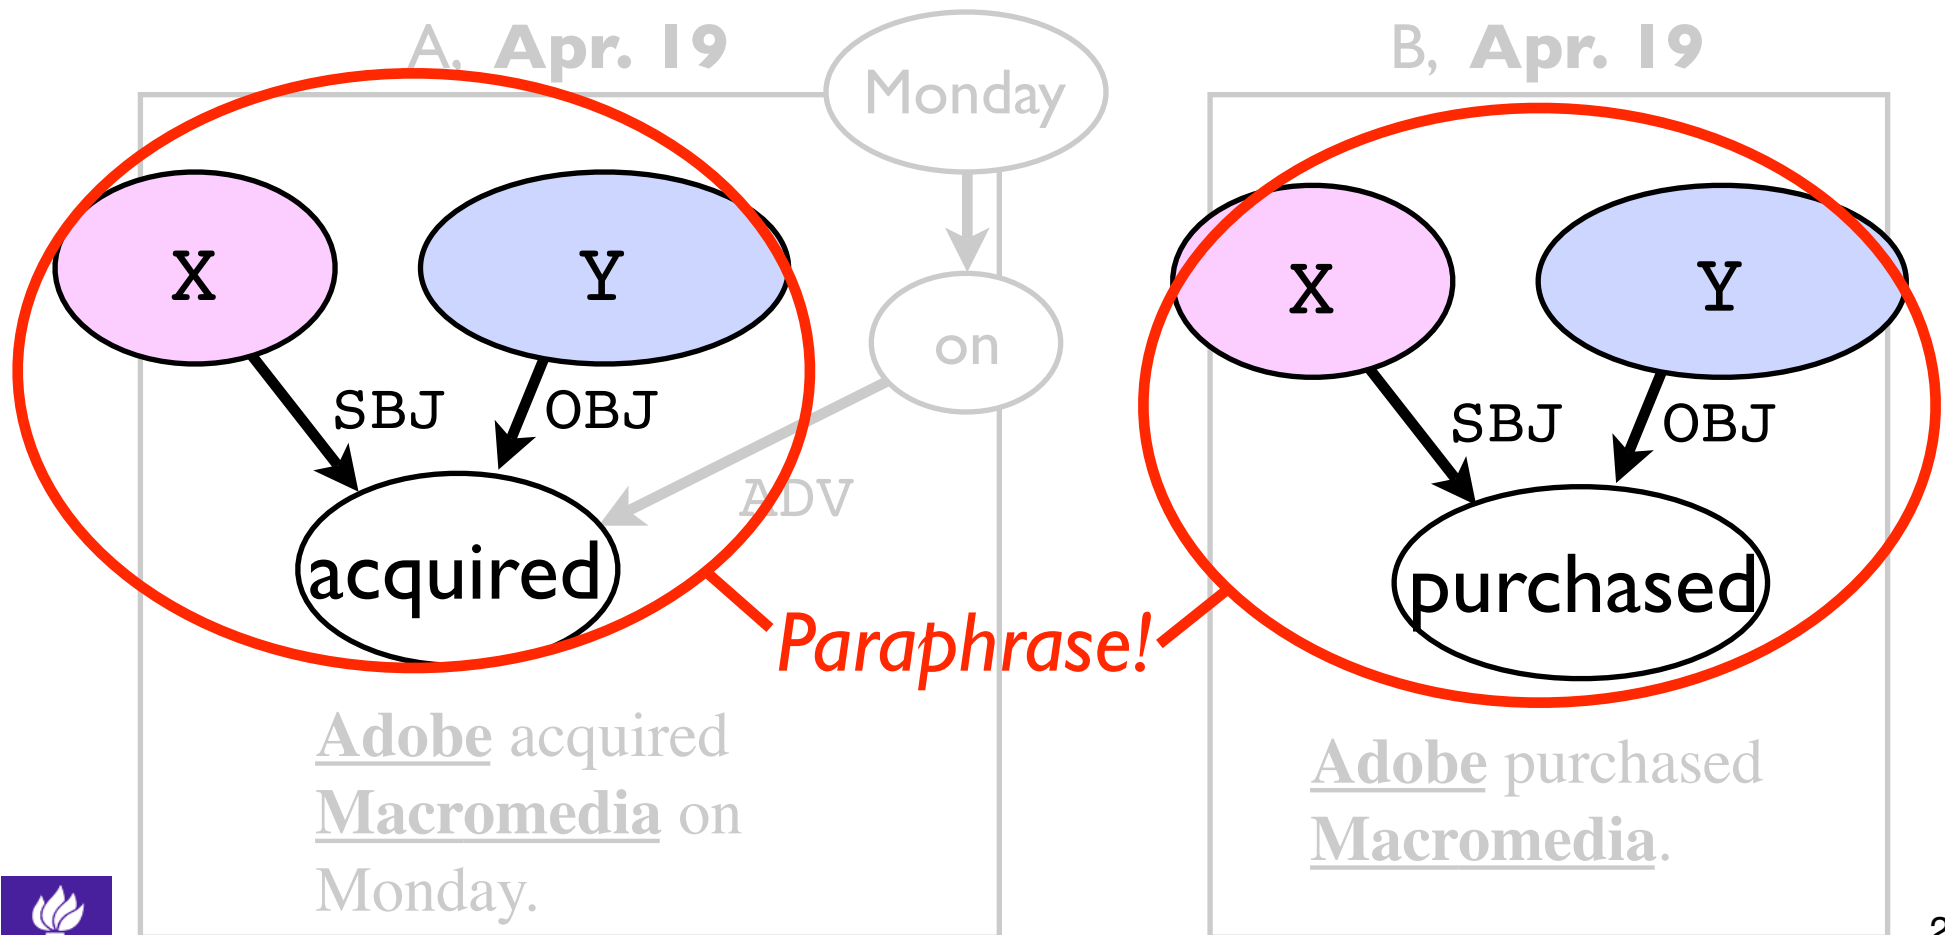 A, Apr. 19
B, Apr. 19
Monday
X
Y
X
Y
on
SBJ
OBJ
SBJ
OBJ
ADV
acquired
purchased
Paraphrase!
Adobe acquired
Macromedia on
Monday.
Adobe purchased
Macromedia.